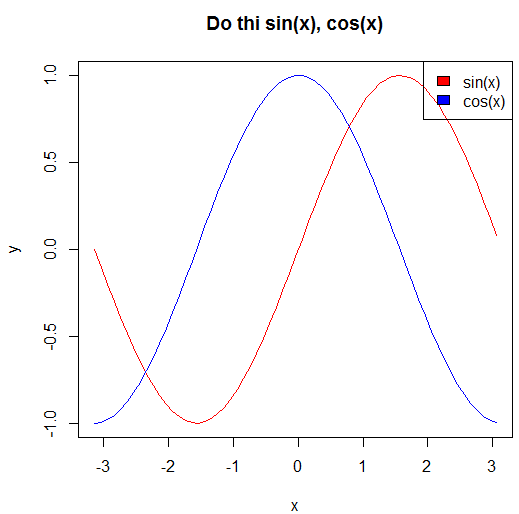 Do thi sin(x), cos(x)
sin(x)
cos(x)
1.0
0.5
0.0
-0.5
-1.0
y
-3 -2 -1 0 1 2 3
x